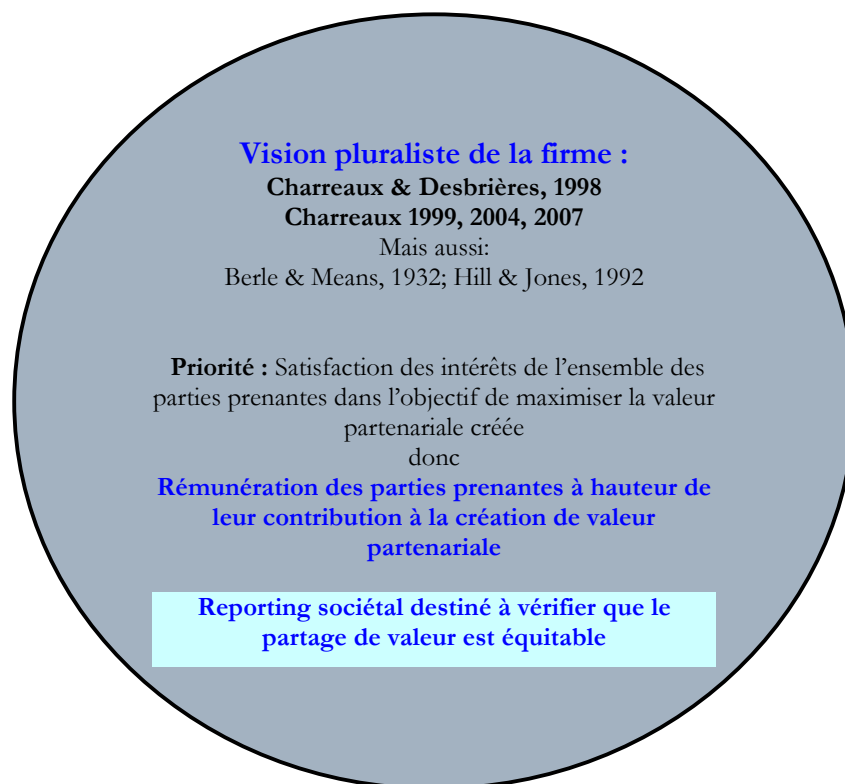 Vision pluraliste de la firme :
Charreaux & Desbrières, 1998
Charreaux 1999, 2004, 2007
Mais aussi:
Berle & Means, 1932; Hill & Jones, 1992
Priorité : Satisfaction des intérêts de l’ensemble des
parties prenantes dans l’objectif de maximiser la valeur
partenariale créée
donc
Rémunération des parties prenantes à hauteur de
leur contribution à la création de valeur
partenariale
Reporting sociétal destiné à vérifier que le
partage de valeur est équitable